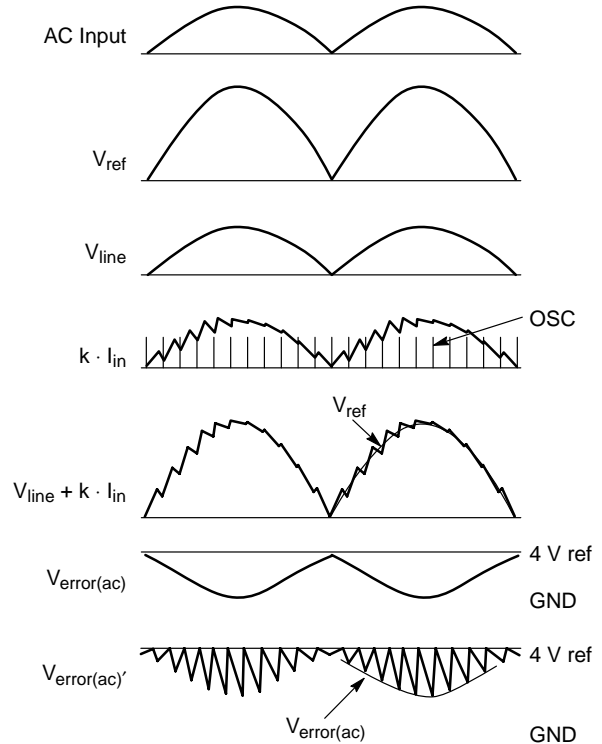 AC Input
Vref
Vline
OSC
k · Iin
Vref
Vline + k · Iin
4 V ref
Verror(ac)
GND
4 V ref
Verror(ac)′
Verror(ac)
GND